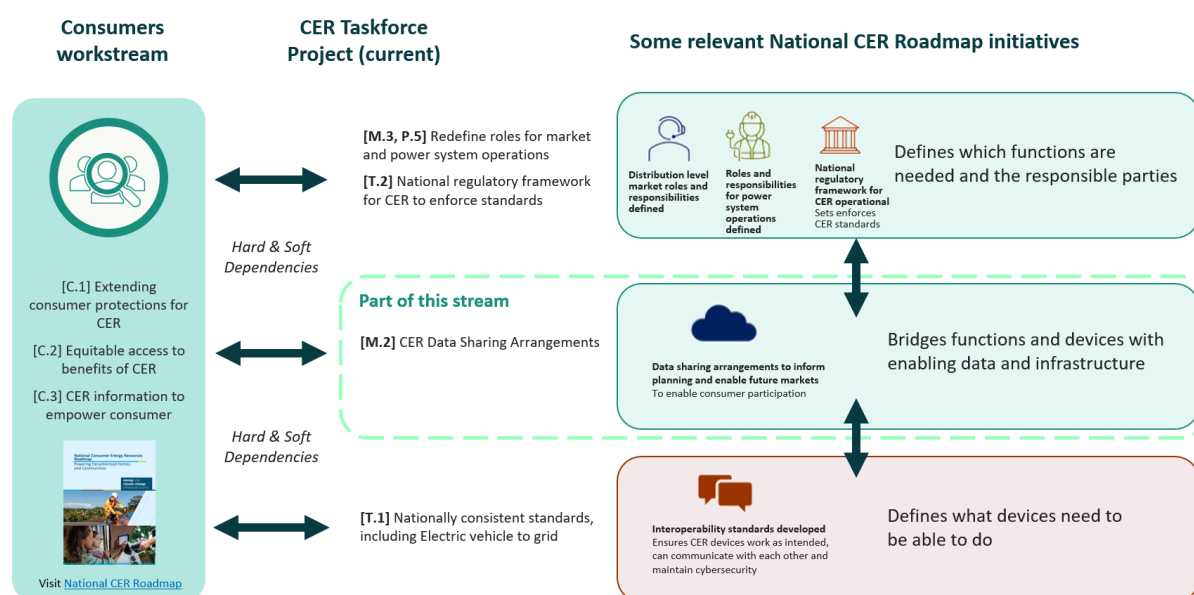 Consumers
workstream
CER Taskforce
Project (current)
Some relevant National CER Roadmap initiatives
[C.1] Extending
consumer protections for
CER
[C.2] Equitable access to
benefits of CER
[C.3] CER information to
empower consumer
National Consumer Energy Resources
Roadmap
Powering Decarbonised Homes
and Communities
Visit National CER Roadmap
Hard & Soft
Dependencies
Hard & Soft
Dependencies
[M.3, P.5] Redefine roles for market
and power system operations
[T.2] National regulatory framework
for CER to enforce standards
Part of this stream
[M.2] CER Data Sharing Arrangements
[T.1] Nationally consistent standards,
including Electric vehicle to grid
Distribution level
market roles and
responsibilities
defined
Roles and
responsibilities
for power
system
operations
defined
National
regulatory
framework for
CER operational
Sets enforces
CER standards
Defines which functions are
needed and the responsible parties
Data sharing arrangements to inform
planning and enable future markets
To enable consumer participation
Bridges functions and devices with
enabling data and infrastructure
Interoperability standards developed
Ensures CER devices work as intended,
can communicate with each other and
maintain cybersecurity
Defines what devices need to
be able to do